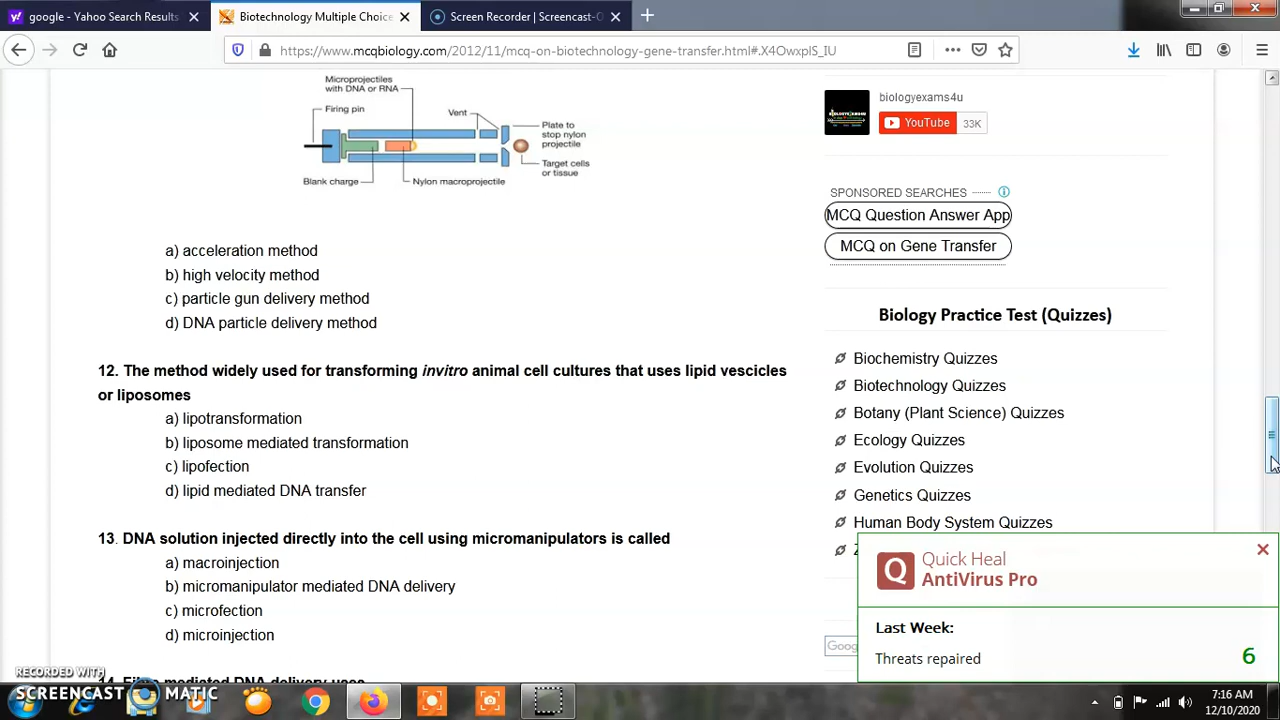 google - Yahoo Search Results
Biotechnology Multiple Choice
Screen Recorder | Screencast-O
https://www.mcqbiology.com/2012/11/mcq-on-biotechnology-gene-transfer.html#.X4OwxplS_IU
Microprojectiles
with DNA or RNA
Firing pin
Vent
Plate to
stop nylon
projectile
Target cells
or tissue
Blank charge
Nylon macroprojectile
a) acceleration method
b) high velocity method
c) particle gun delivery method
d) DNA particle delivery method
12. The method widely used for transforming invitro animal cell cultures that uses lipid vescicles
or liposomes
a) lipotransformation
b) liposome mediated transformation
c) lipofection
d) lipid mediated DNA transfer
13. DNA solution injected directly into the cell using micromanipulators is called
a) macroinjection
b) micromanipulator mediated DNA delivery
c) microfection
d) microinjection
biologyexams4u
YouTube 33K
SPONSORED SEARCHES
MCQ Question Answer App
MCQ on Gene Transfer
Biology Practice Test (Quizzes)
Biochemistry Quizzes
Biotechnology Quizzes
Botany (Plant Science) Quizzes
Ecology Quizzes
Evolution Quizzes
Genetics Quizzes
Human Body System Quizzes
Goog
Quick Heal
AntiVirus Pro
Last Week:
Threats repaired 6
RECORDED WITH
SCREENCAST MATIC
7:16 AM
12/10/2020